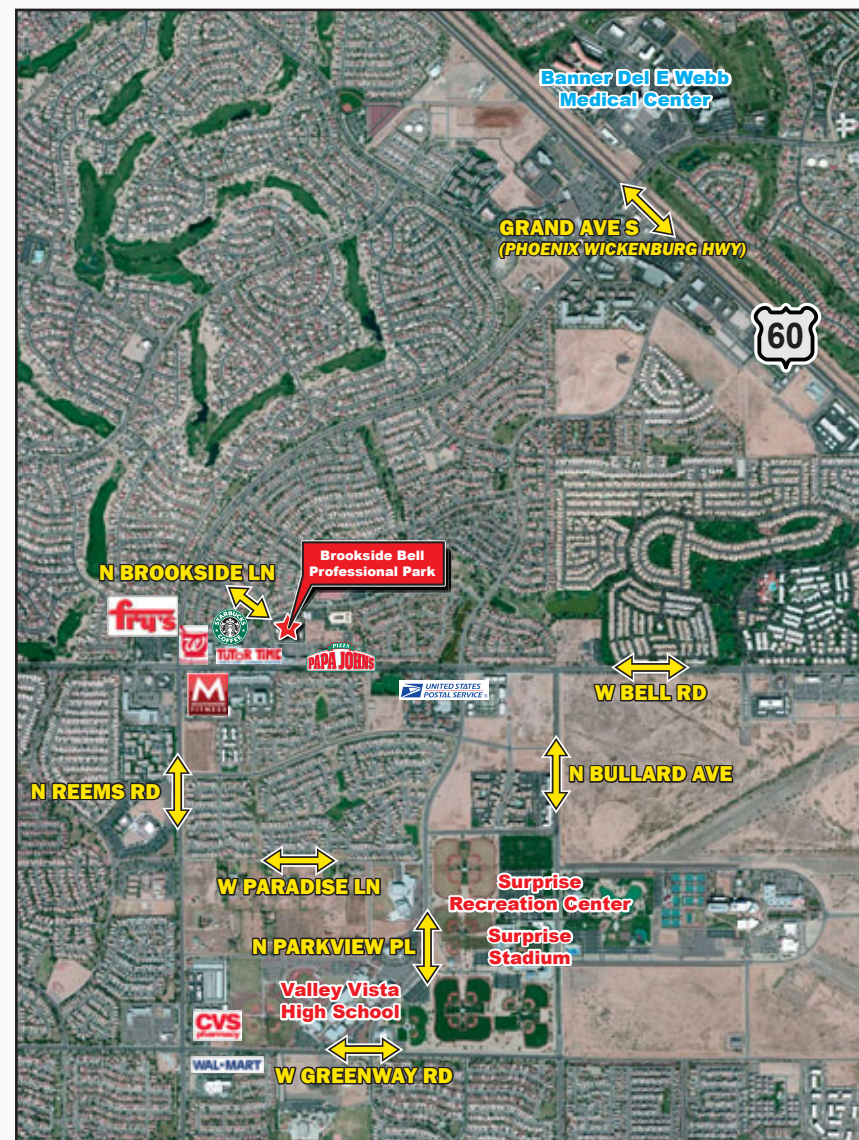 Banner Del E Webb
Medical Center
GRAND AVE S
(PHOENIX WICKENBURG HWY)
60
Brookside Bell
Professional Park
N BROOKSIDE LN
fry's
STARBUCKS
COFFEE
W
TUTOR TIME
PIZZA
PAPA JOHNS
UNITED STATES
POSTAL SERVICE
M
FITNESS
W BELL RD
N BULLARD AVE
N REEMS RD
W PARADISE LN
Surprise
Recreation Center
N PARKVIEW PL
Surprise
Stadium
Valley Vista
High School
CVS
pharmacy
WAL-MART
W GREENWAY RD